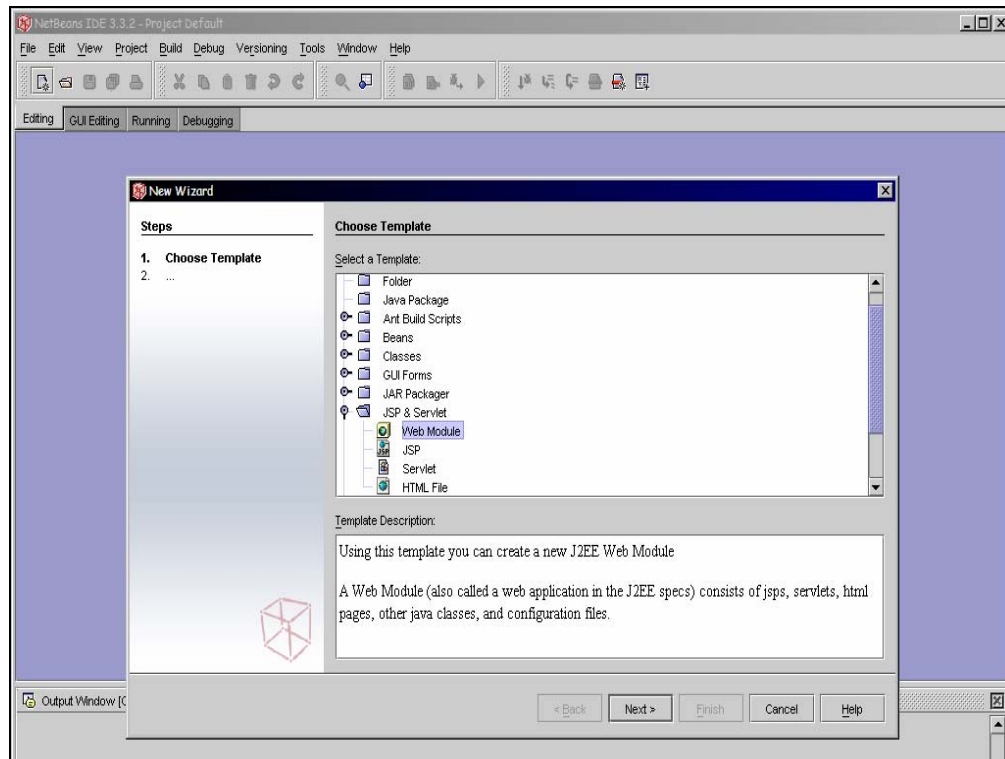 NetBeans IDE 3.3.2 - Project Default
File Edit View Project Build Debug Versioning Tools Window Help
Editing GUI Editing Running Debugging
New Wizard
Steps
1. Choose Template
2. ...
Choose Template
Select a Template:
Folder
Java Package
Ant Build Scripts
Beans
Classes
GUI Forms
JAR Packager
JSP & Servlet
Web Module
JSP
Servlet
HTML File
Template Description:
Using this template you can create a new J2EE Web Module
A Web Module (also called a web application in the J2EE specs) consists of jsps, servlets, html
pages, other java classes, and configuration files.
Output Window [C
< Back Next > Finish Cancel Help